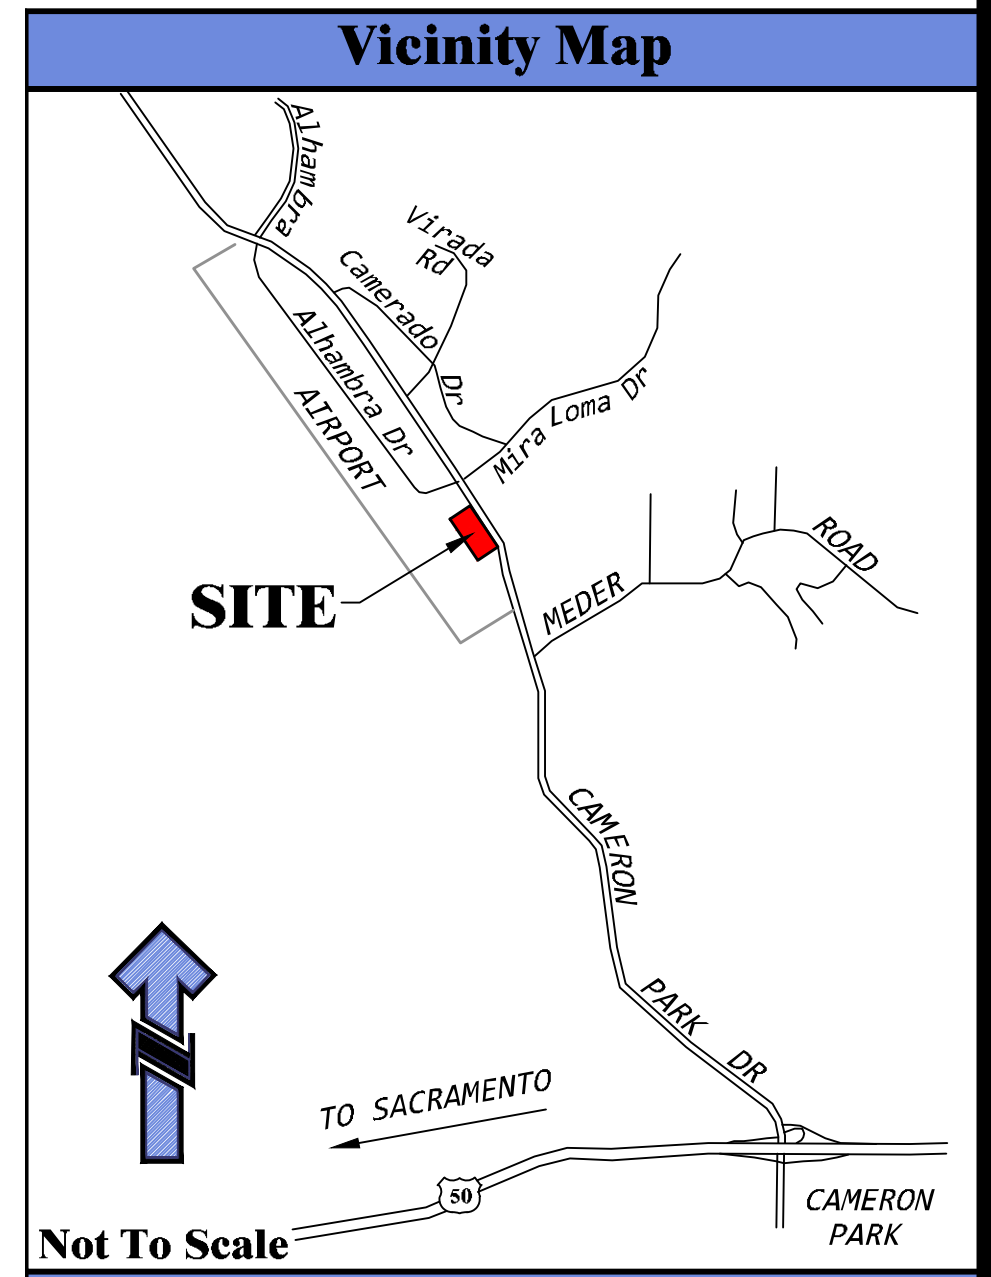 Vicinity Map
Alhambra
Virada
Rd
Camerado
Dr
Alhambra Dr
AIRPORT
Mira Loma Dr
MEDER ROAD
SITE
CAMERON PARK DR
N
TO SACRAMENTO
50
CAMERON
PARK
Not To Scale